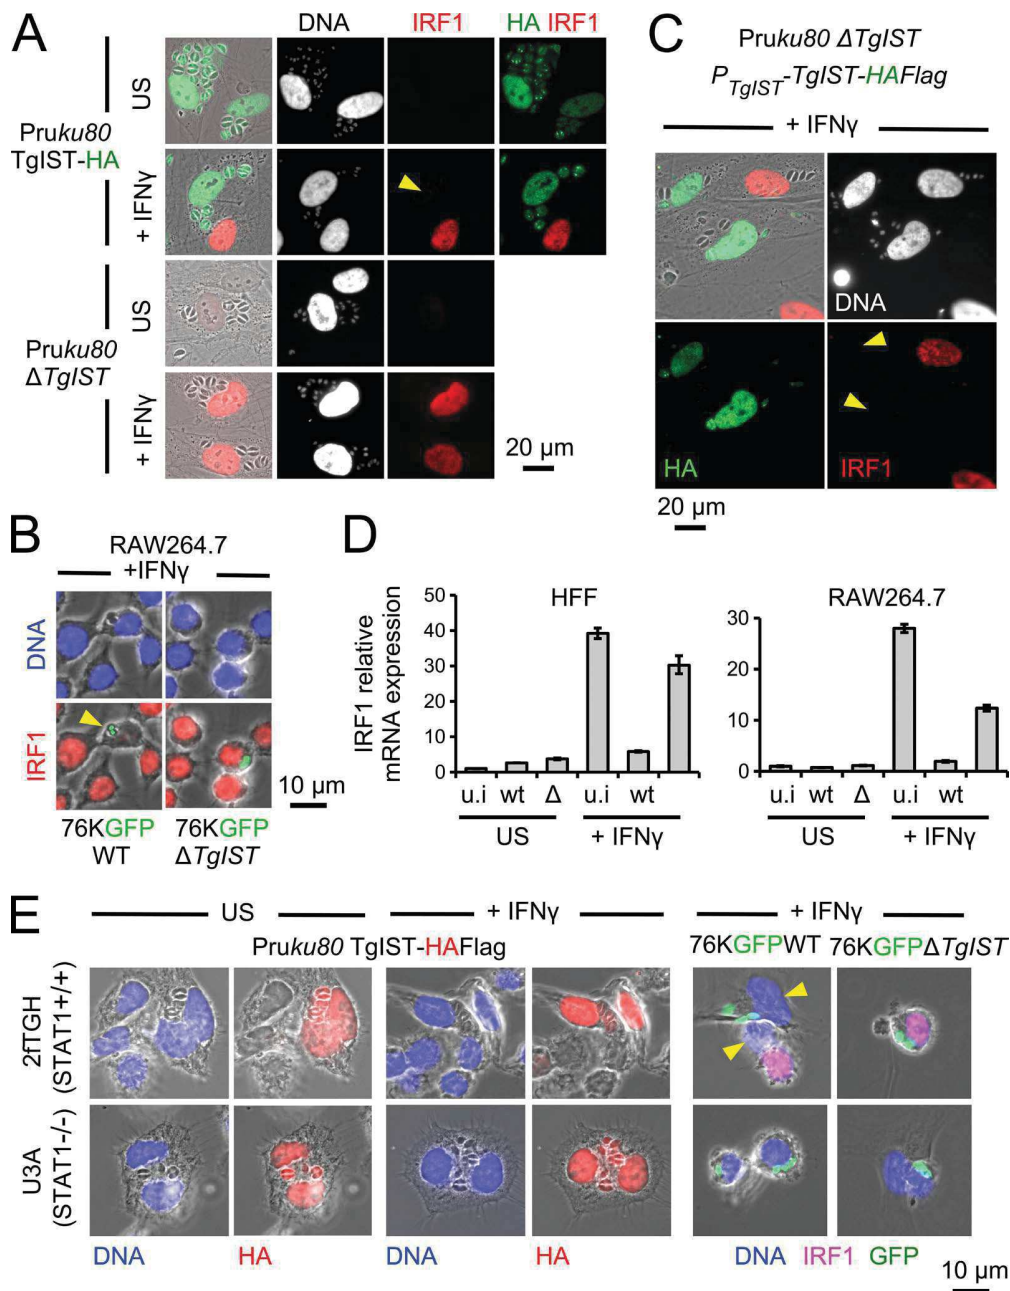 A
DNA
IRF1
HA IRF1
Pruku80
TgIST-HA
US
+ IFNγ
Pruku80
ΔTgIST
US
+ IFNγ
20 µm
C
Pruku80 ΔTgIST
PTgIST-TgIST-HAFlag
+ IFNγ
DNA
HA
IRF1
20 µm
B
RAW264.7
+IFNγ
DNA
IRF1
10 µm
76KGFP
WT
76KGFP
ΔTgIST
D
HFF
IRF1 relative
mRNA expression
50
40
30
20
10
0
u.i wt Δ u.i wt
US + IFNγ
RAW264.7
30
20
10
0
u.i wt Δ u.i wt
US + IFNγ
E
US + IFNγ + IFNγ
Pruku80 TgIST-HAFlag
76KGFPWT 76KGFPΔTgIST
2fTGH
(STAT1+/+)
U3A
(STAT1-/-)
DNA HA DNA HA DNA IRF1 GFP
10 µm